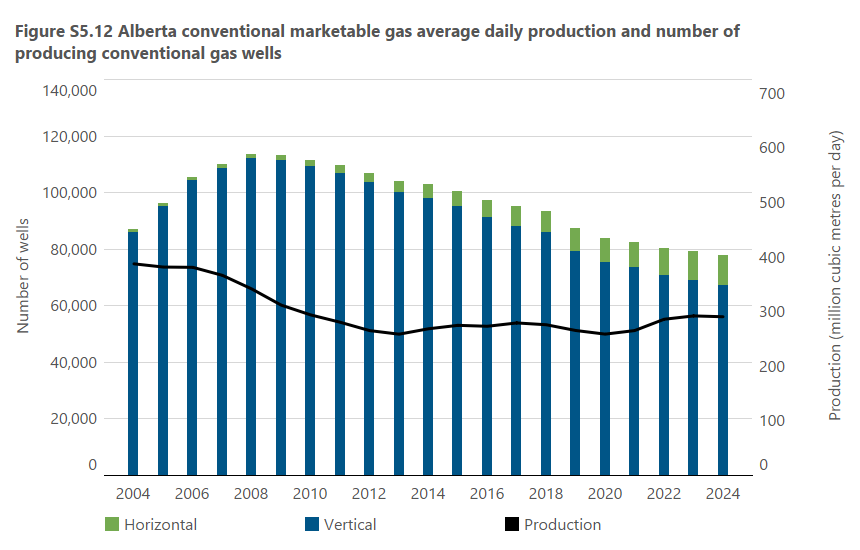 Figure S5.12 Alberta conventional marketable gas average daily production and number of
producing conventional gas wells
140,000
120,000
100,000
80,000
60,000
40,000
20,000
0
Number of wells
700
600
500
400
300
200
100
0
Production (million cubic metres per day)
2004 2006 2008 2010 2012 2014 2016 2018 2020 2022 2024
Horizontal Vertical Production